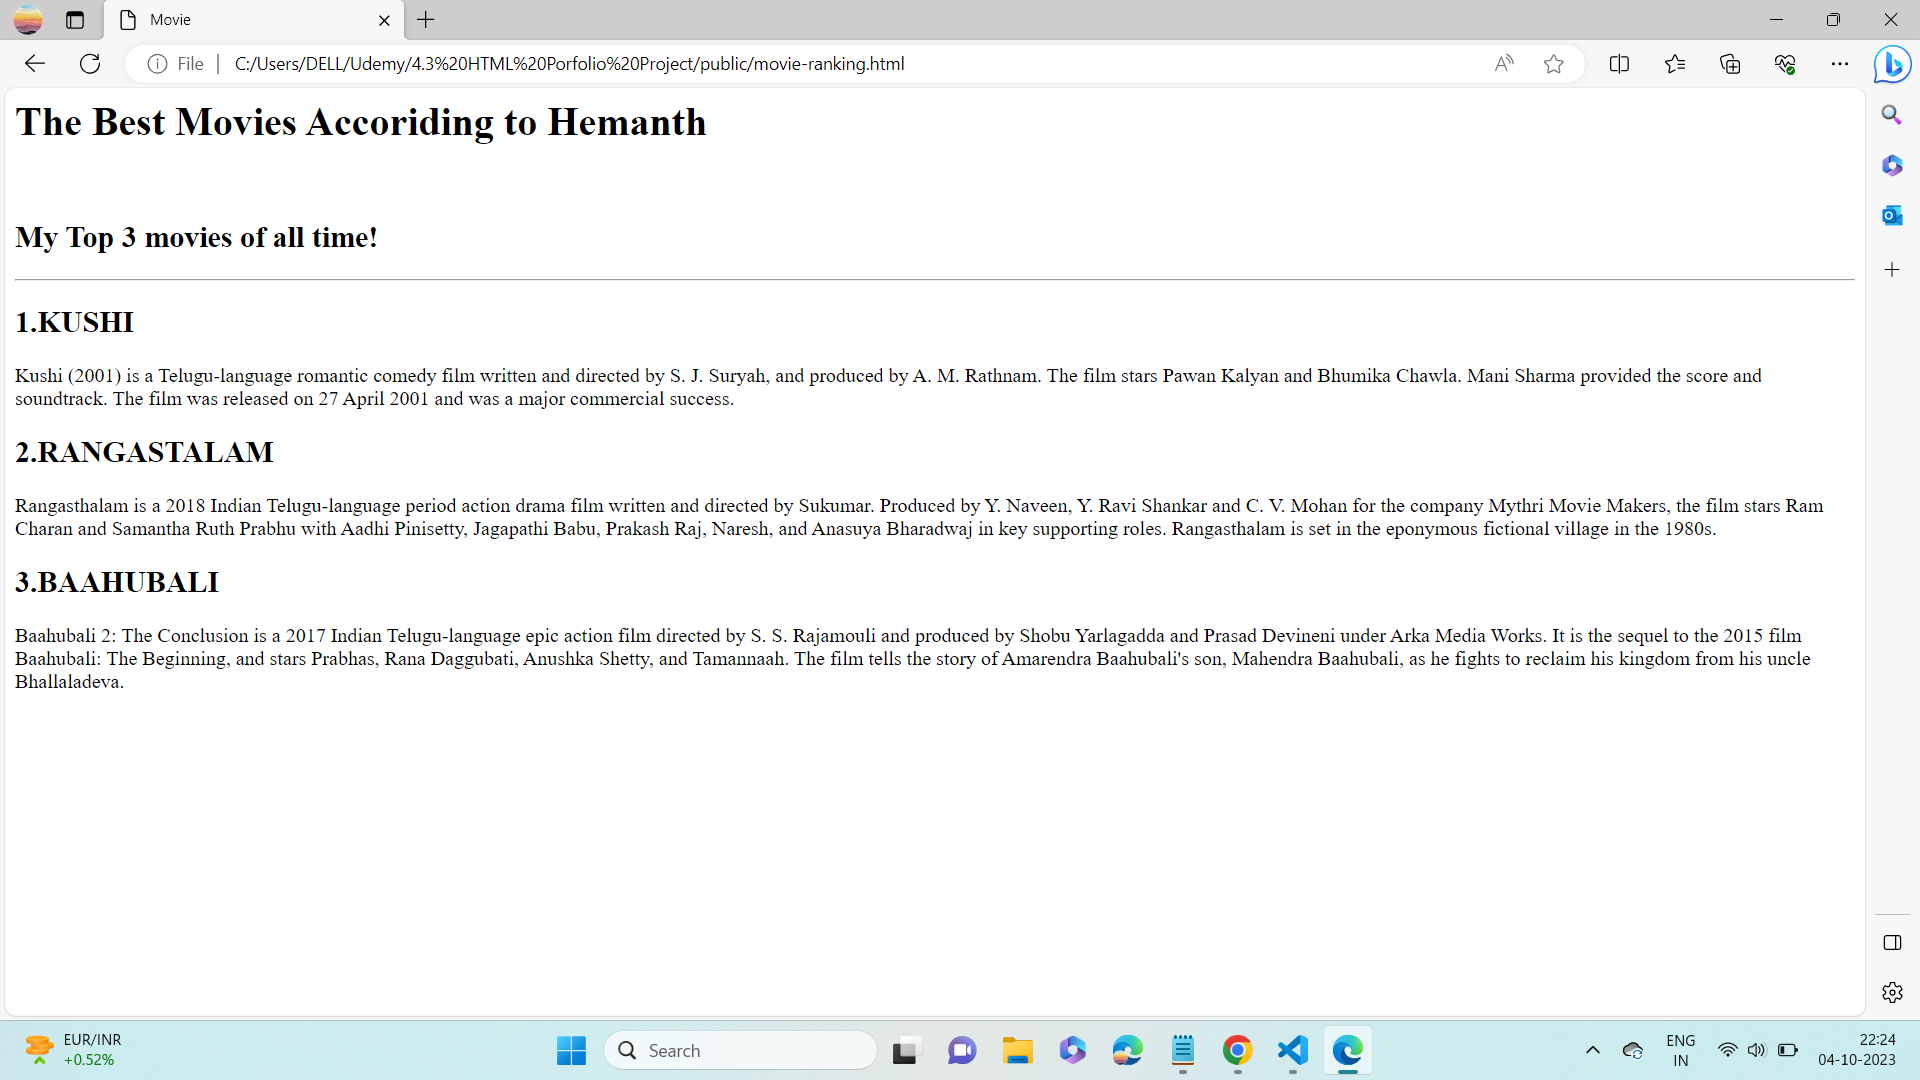 Movie
File
C:/Users/DELL/Udemy/4.3%20HTML%20Porfolio%20Project/public/movie-ranking.html
The Best Movies Accoriding to Hemanth
My Top 3 movies of all time!
1.KUSHI
Kushi (2001) is a Telugu-language romantic comedy film written and directed by S. J. Suryah, and produced by A. M. Rathnam. The film stars Pawan Kalyan and Bhumika Chawla. Mani Sharma provided the score and
soundtrack. The film was released on 27 April 2001 and was a major commercial success.
2.RANGASTALAM
Rangasthalam is a 2018 Indian Telugu-language period action drama film written and directed by Sukumar. Produced by Y. Naveen, Y. Ravi Shankar and C. V. Mohan for the company Mythri Movie Makers, the film stars Ram
Charan and Samantha Ruth Prabhu with Aadhi Pinisetty, Jagapathi Babu, Prakash Raj, Naresh, and Anasuya Bharadwaj in key supporting roles. Rangasthalam is set in the eponymous fictional village in the 1980s.
3.BAAHUBALI
Baahubali 2: The Conclusion is a 2017 Indian Telugu-language epic action film directed by S. S. Rajamouli and produced by Shobu Yarlagadda and Prasad Devineni under Arka Media Works. It is the sequel to the 2015 film
Baahubali: The Beginning, and stars Prabhas, Rana Daggubati, Anushka Shetty, and Tamannaah. The film tells the story of Amarendra Baahubali's son, Mahendra Baahubali, as he fights to reclaim his kingdom from his uncle
Bhallaladeva.
EUR/INR
+0.52%
Search
ENG
IN
22:24
04-10-2023